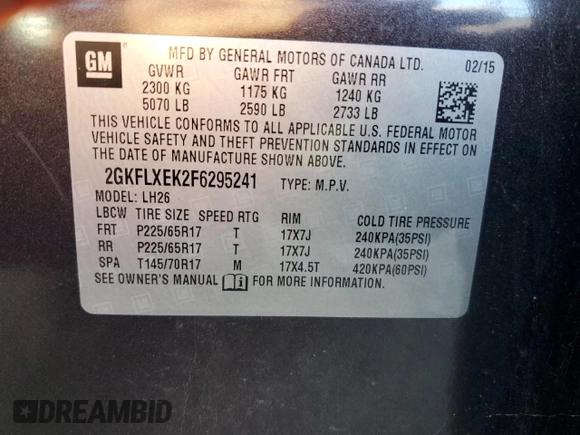 GM
MFD BY GENERAL MOTORS OF CANADA LTD. 02/15
GVWR GAWR FRT GAWR RR
2300 KG 1175 KG 1240 KG
5070 LB 2590 LB 2733 LB
THIS VEHICLE CONFORMS TO ALL APPLICABLE U.S. FEDERAL MOTOR
VEHICLE SAFETY AND THEFT PREVENTION STANDARDS IN EFFECT ON
THE DATE OF MANUFACTURE SHOWN ABOVE.
2GKFLXEK2F6295241 TYPE: M.P.V.
MODEL: LH26
LBCW TIRE SIZE SPEED RTG RIM COLD TIRE PRESSURE
FRT P225/65R17 T 17X7J 240KPA(35PSI)
RR P225/65R17 T 17X7J 240KPA(35PSI)
SPA T145/70R17 M 17X4.5T 420KPA(60PSI)
SEE OWNER'S MANUAL FOR MORE INFORMATION.
DREAMBID